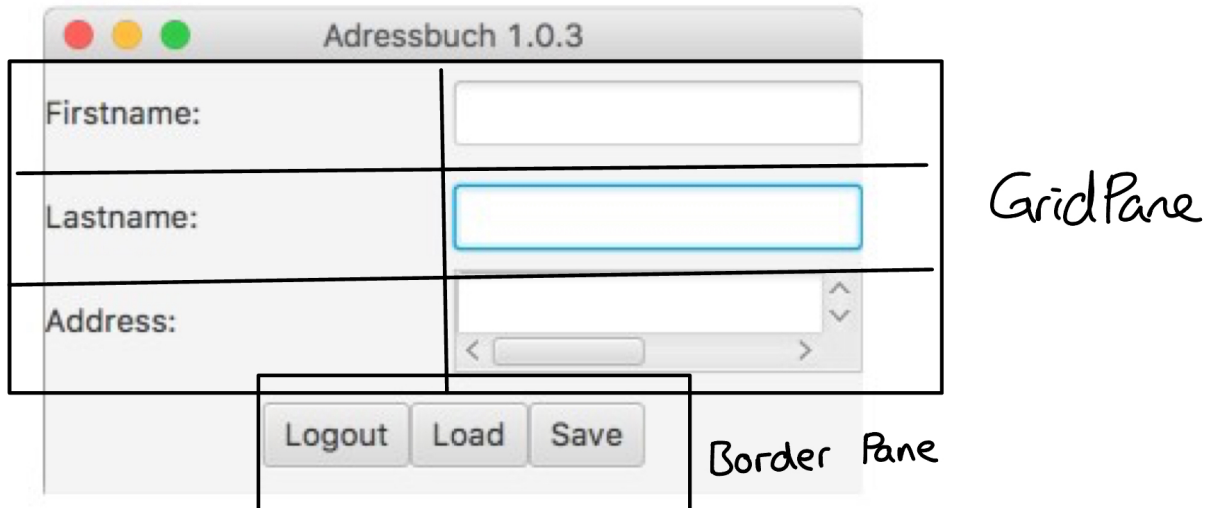 Adressbuch 1.0.3
Firstname:
Lastname:
GridPane
Address:
Logout Load Save
Border Pane